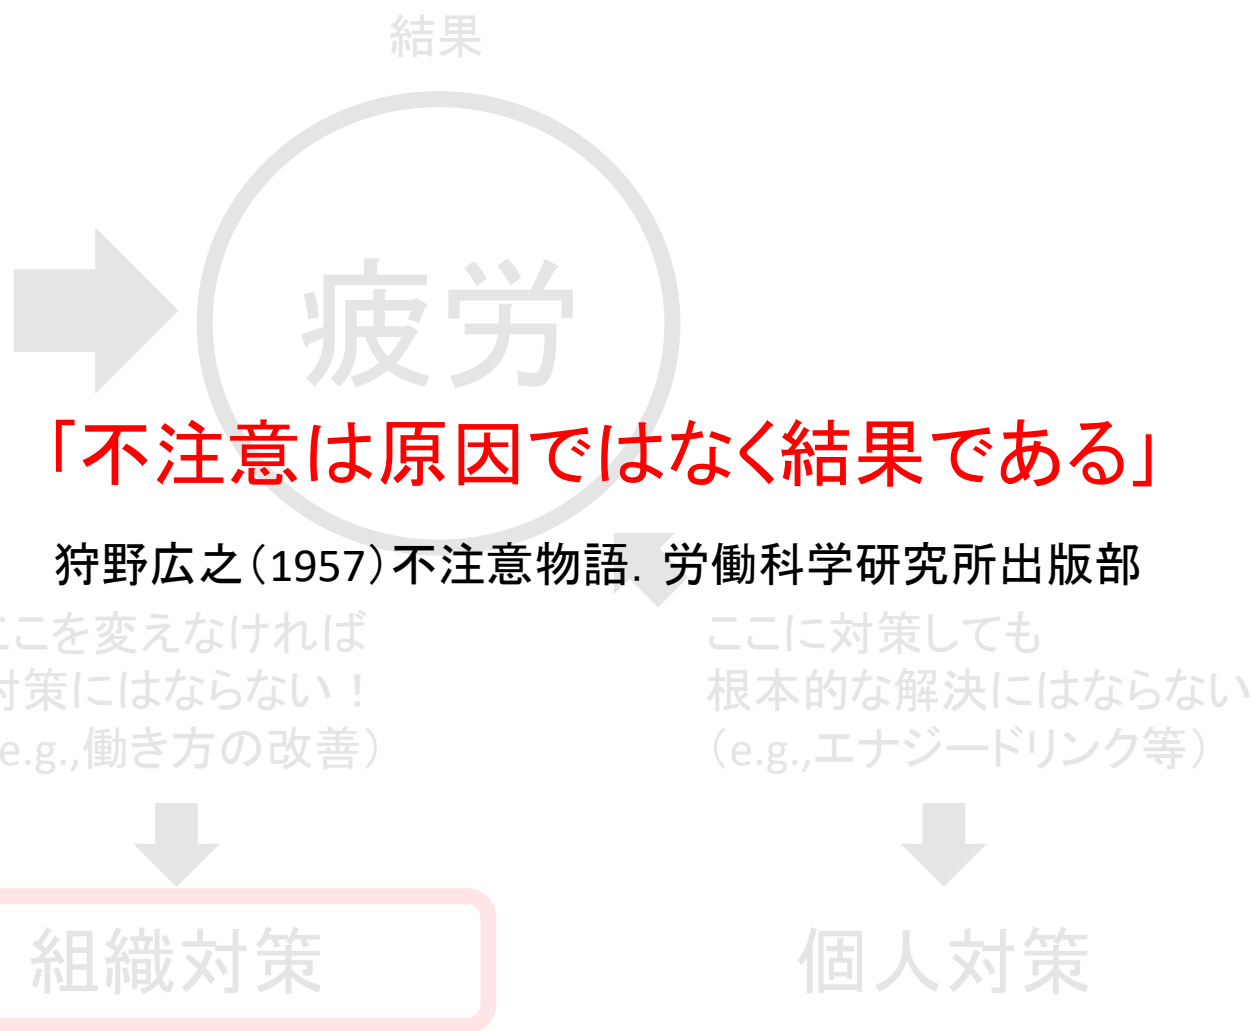 結果
疲労
「不注意は原因ではなく結果である」
狩野広之（1957）不注意物語．労働科学研究所出版部
ここを変えなければ
対策にはならない！
e.g.,働き方の改善）
ここに対策しても
根本的な解決にはならない
（e.g.,エナジードリンク等）
組織対策
個人対策